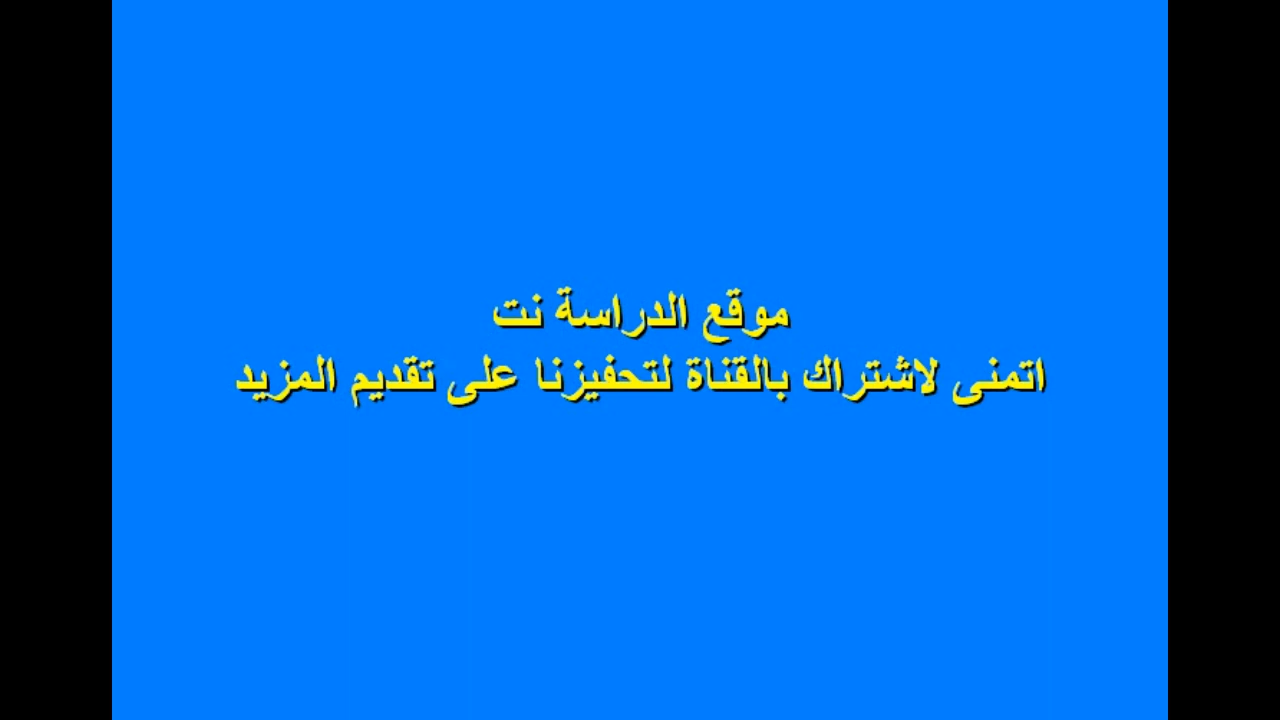 موقع الدراسة نت
اتمنى لاشتراك بالقناة لتحفيزنا على تقديم المزيد